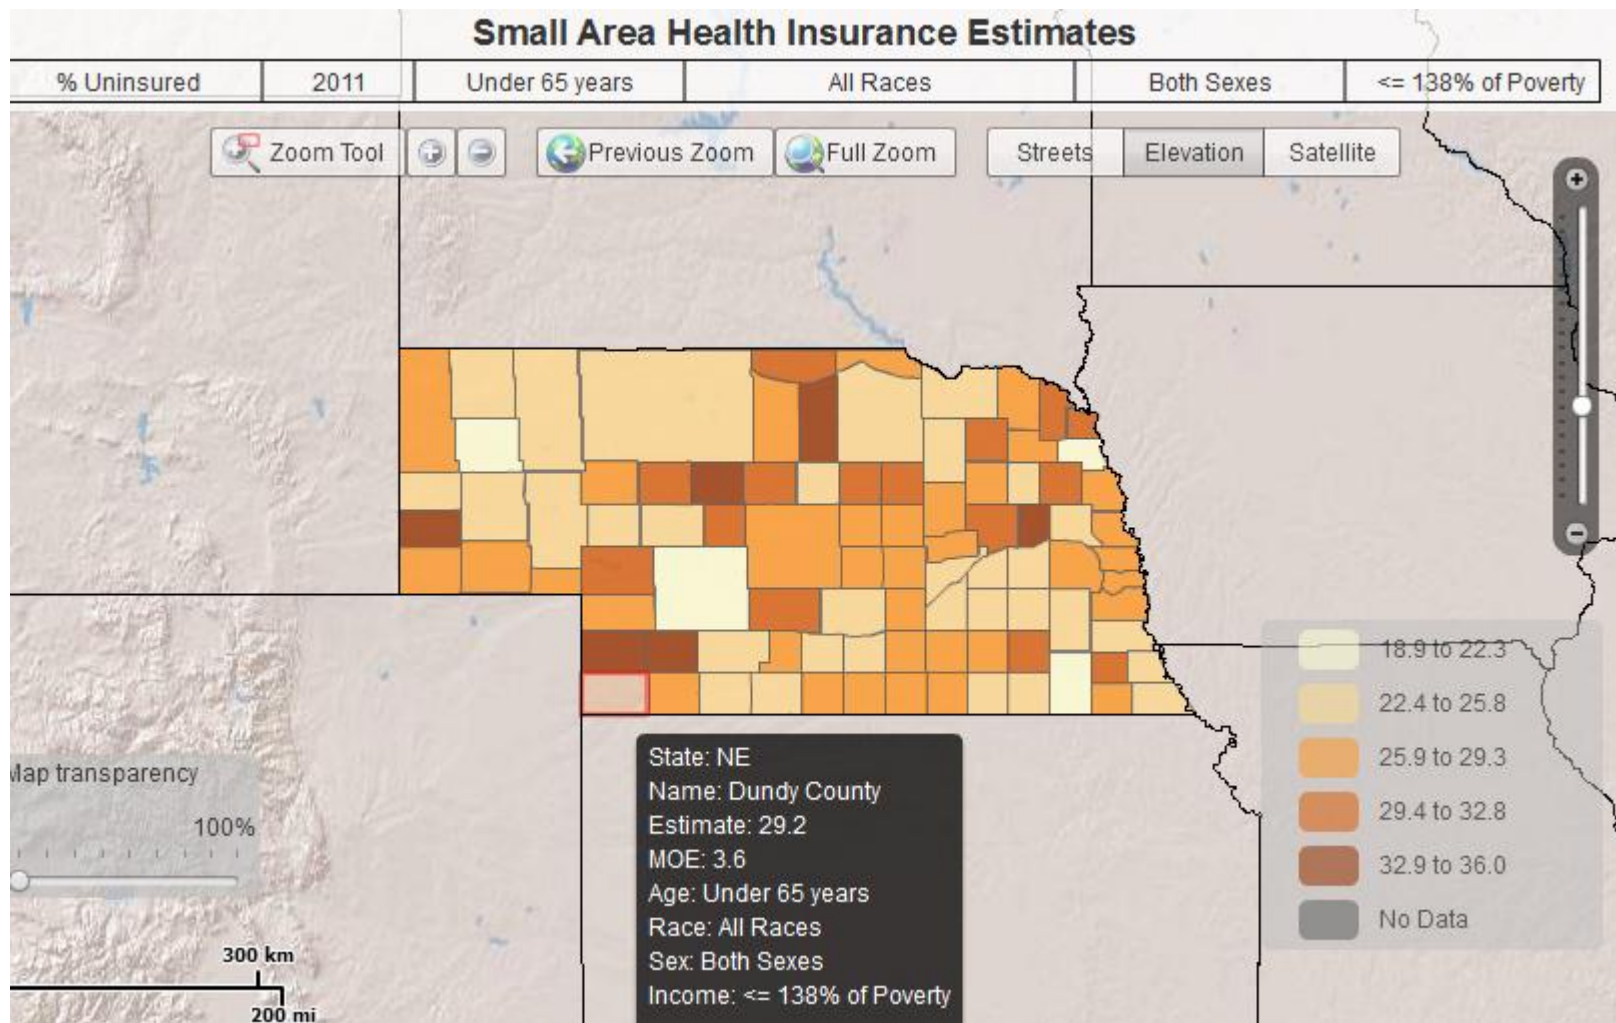 Small Area Health Insurance Estimates
% Uninsured 2011 Under 65 years All Races Both Sexes <= 138% of Poverty
Zoom Tool Previous Zoom Full Zoom Streets Elevation Satellite
18.9 to 22.3
22.4 to 25.8
25.9 to 29.3
29.4 to 32.8
32.9 to 36.0
No Data
State: NE
Name: Dundy County
Estimate: 29.2
MOE: 3.6
Age: Under 65 years
Race: All Races
Sex: Both Sexes
Income: <= 138% of Poverty
Map transparency
100%
300 km
200 mi